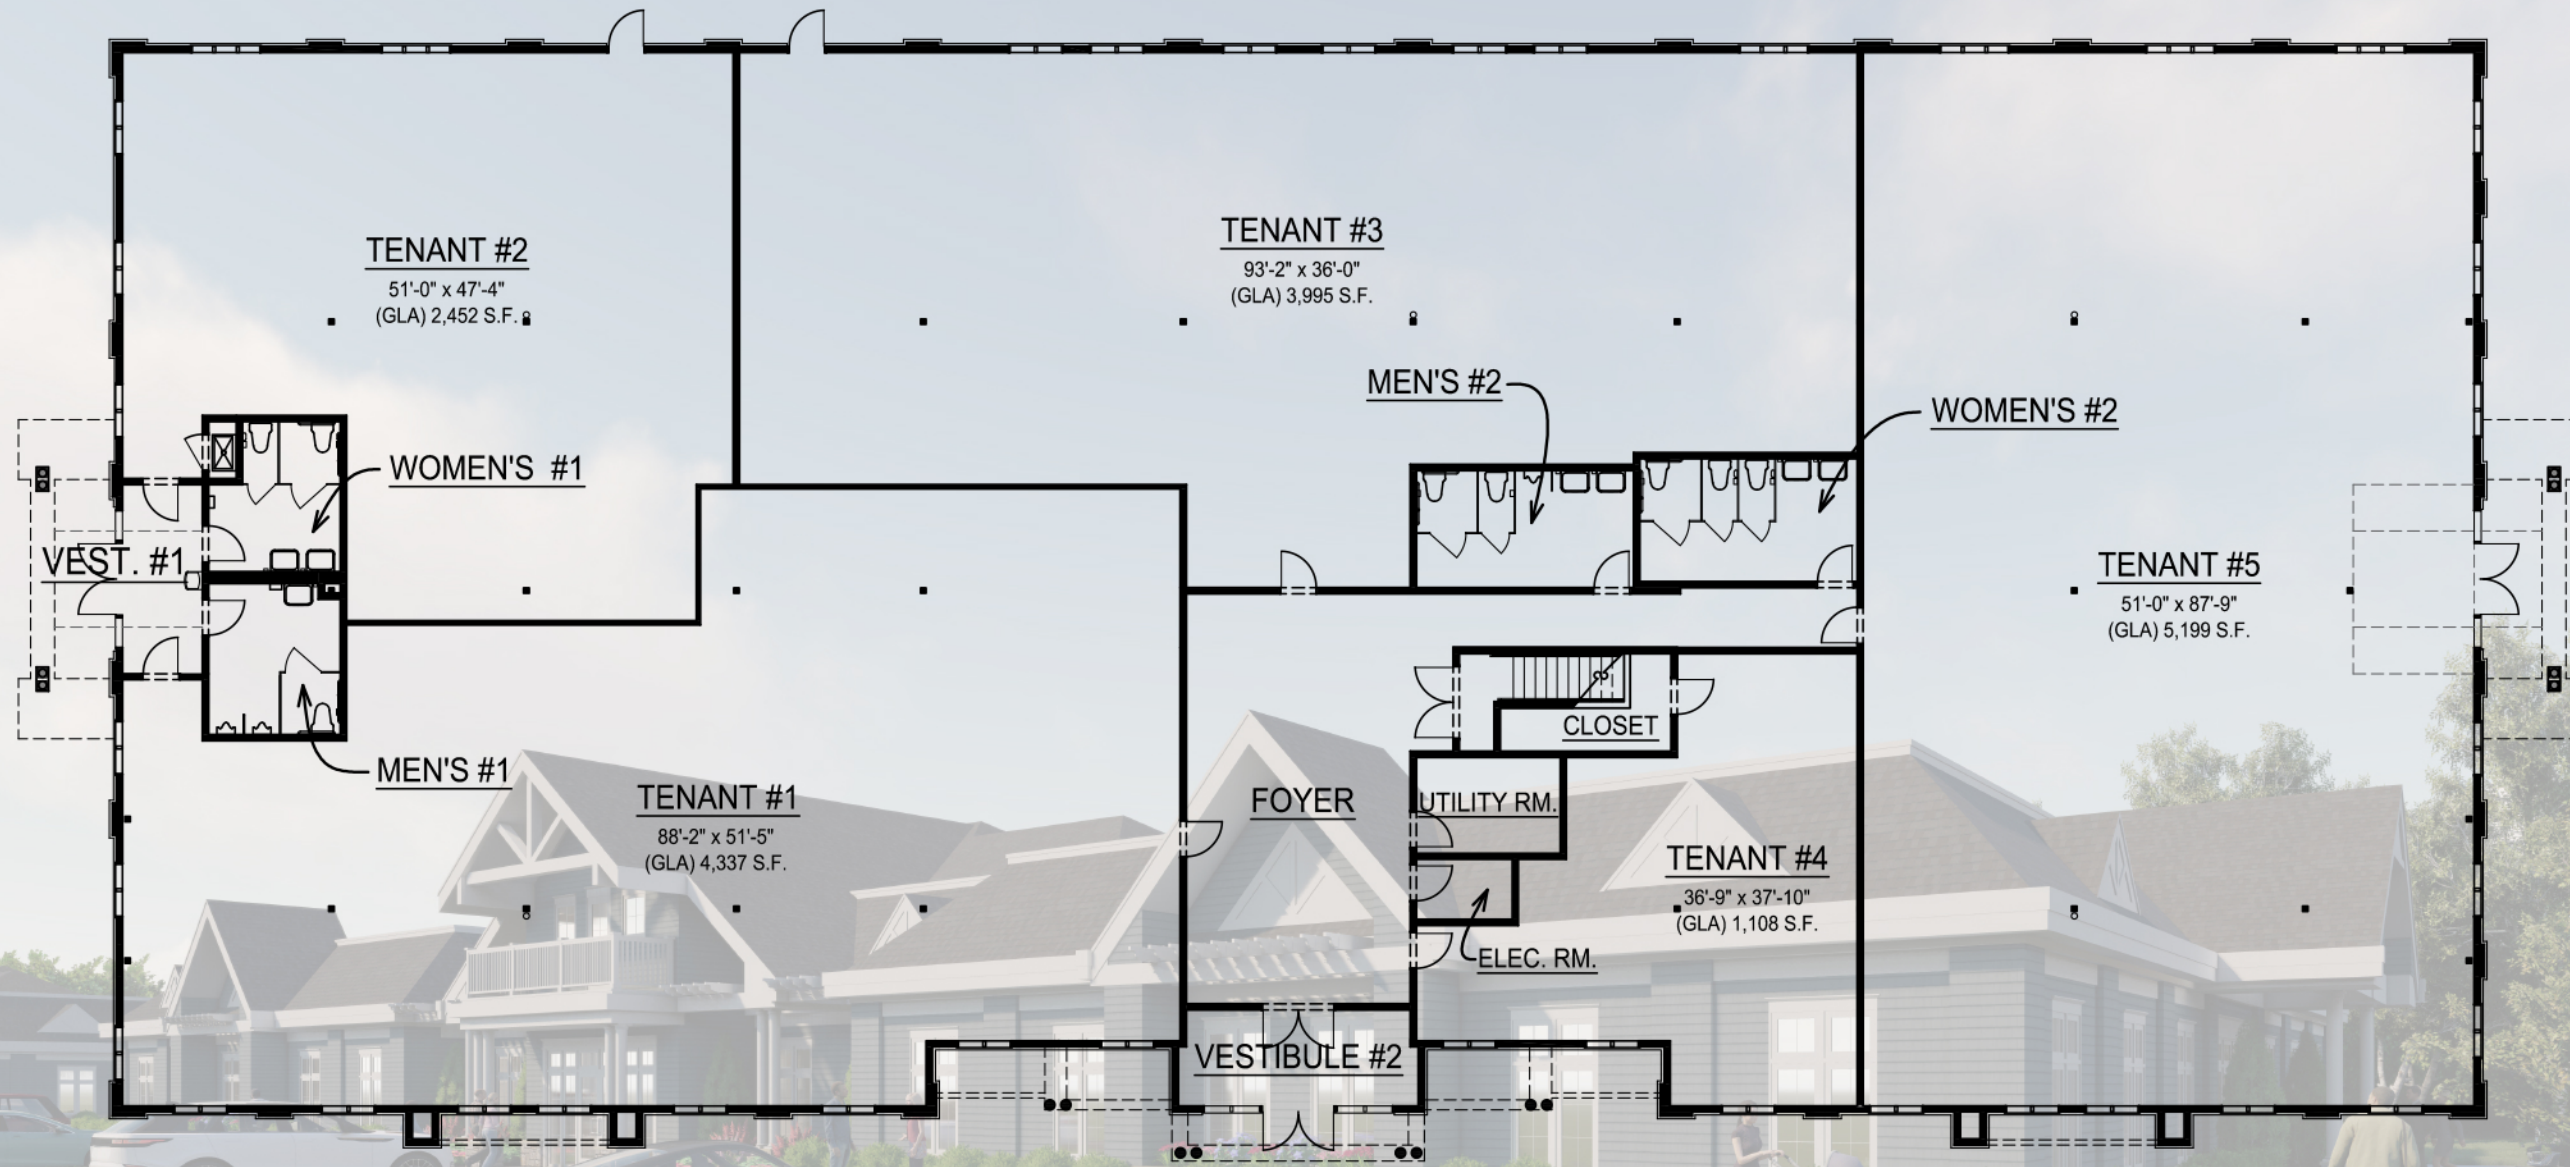 TENANT #2
51'-0" x 47'-4"
(GLA) 2,452 S.F.
TENANT #3
93'-2" x 36'-0"
(GLA) 3,995 S.F.
MEN'S #2
WOMEN'S #2
WOMEN'S #1
VEST. #1
TENANT #5
51'-0" x 87'-9"
(GLA) 5,199 S.F.
CLOSET
MEN'S #1
TENANT #1
88'-2" x 51'-5"
(GLA) 4,337 S.F.
FOYER
UTILITY RM.
TENANT #4
36'-9" x 37'-10"
(GLA) 1,108 S.F.
ELEC. RM.
VESTIBULE #2